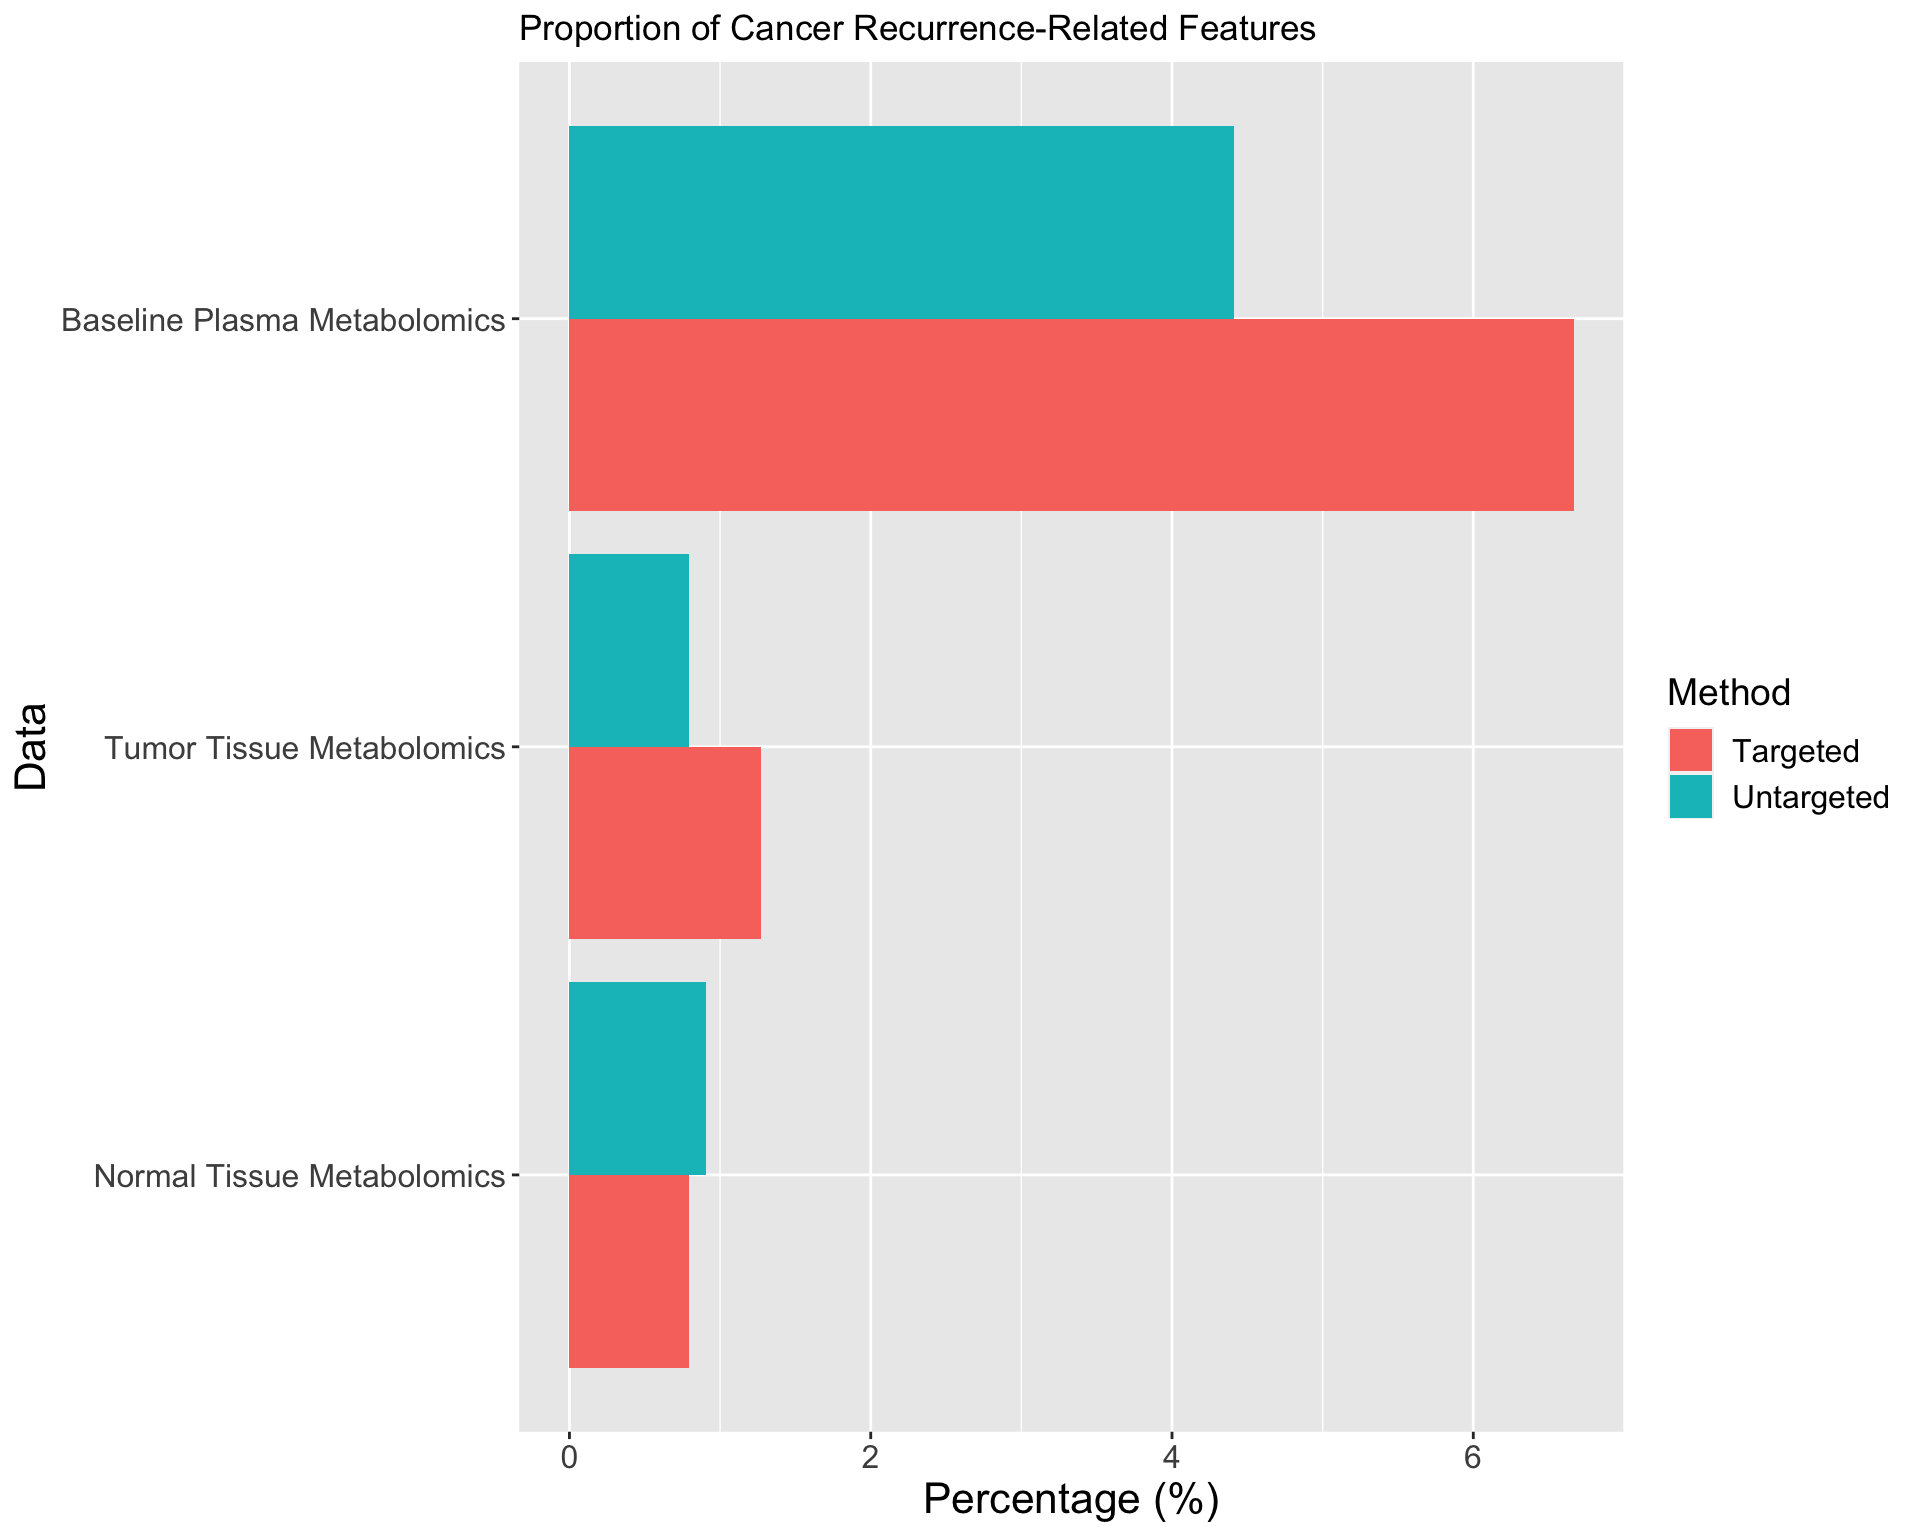 Proportion of Cancer Recurrence-Related Features
Data
Baseline Plasma Metabolomics
Tumor Tissue Metabolomics
Normal Tissue Metabolomics
0 2 4 6
Percentage (%)
Method
Targeted
Untargeted